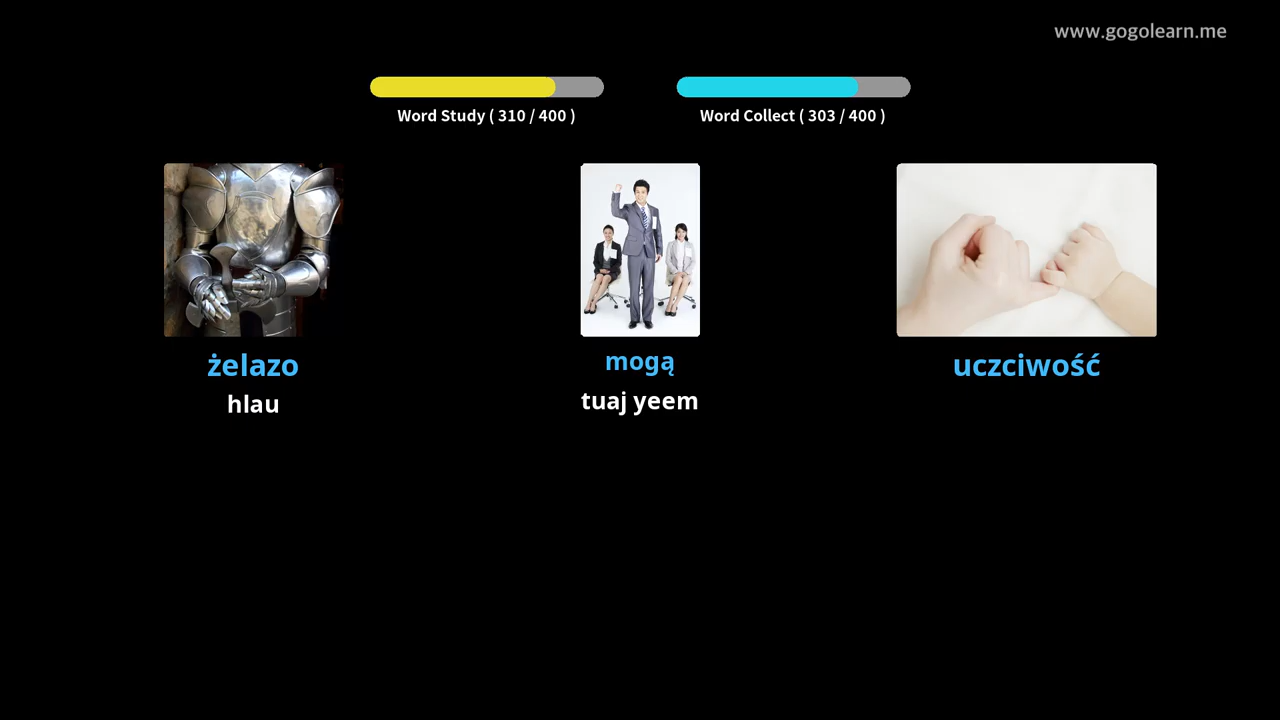 www.gogolearn.me
Word Study ( 310 / 400 )
Word Collect ( 303 / 400 )
żelazo
hlau
mogą
tuaj yeem
uczciwość